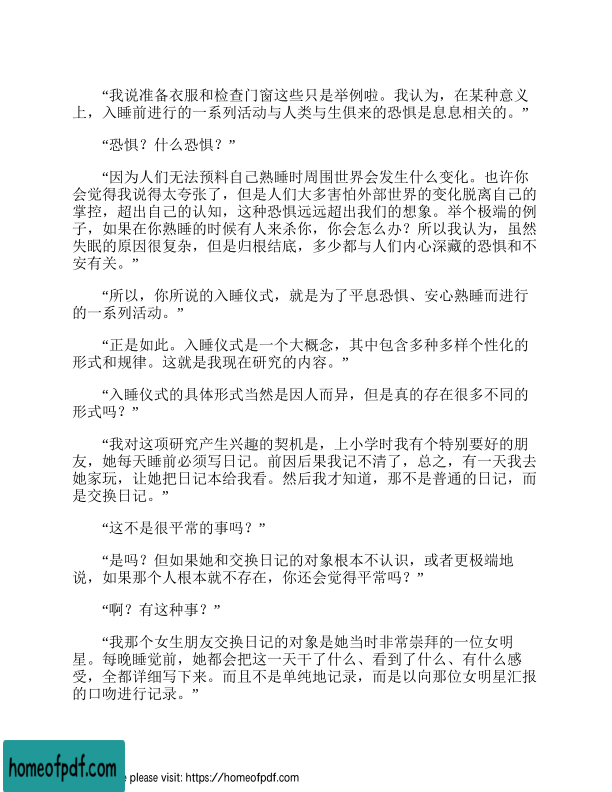 “我说准备衣服和检查门窗这些只是举例啦。我认为，在某种意义
上，入睡前进行的一系列活动与人类与生俱来的恐惧是息息相关的。”
“恐惧？什么恐惧？”
“因为人们无法预料自己熟睡时周围世界会发生什么变化。也许你
会觉得我说得太夸张了，但是人们大多害怕外部世界的变化脱离自己的
掌控，超出自己的认知，这种恐惧远远超出我们的想象。举个极端的例
子，如果在你熟睡的时候有人来杀你，你会怎么办？所以我认为，虽然
失眠的原因很复杂，但是归根结底，多少都与人们内心深藏的恐惧和不
安有关。”
“所以，你所说的入睡仪式，就是为了平息恐惧、安心熟睡而进行
的一系列活动。”
“正是如此。入睡仪式是一个大概念，其中包含多种多样个性化的
形式和规律。这就是我现在研究的内容。”
“入睡仪式的具体形式当然是因人而异，但是真的存在很多不同的
形式吗？”
“我对这项研究产生兴趣的契机是，上小学时我有个特别要好的朋
友，她每天睡前必须写日记。前因后果我记不清了，总之，有一天我去
她家玩，让她把日记本给我看。然后我才知道，那不是普通的日记，而
是交换日记。”
“这不是很平常的事吗？”
“是吗？但如果她和交换日记的对象根本不认识，或者更极端地
说，如果那个人根本就不存在，你还会觉得平常吗？”
“啊？有这种事？”
“我那个女生朋友交换日记的对象是她当时非常崇拜的一位女明
星。每晚睡觉前，她都会把这一天干了什么、看到了什么、有什么感
受，全都详细写下来。而且不是单纯地记录，而是以向那位女明星汇报
的口吻进行记录。”
homeofpdf.com
e please visit: https://homeofpdf.com